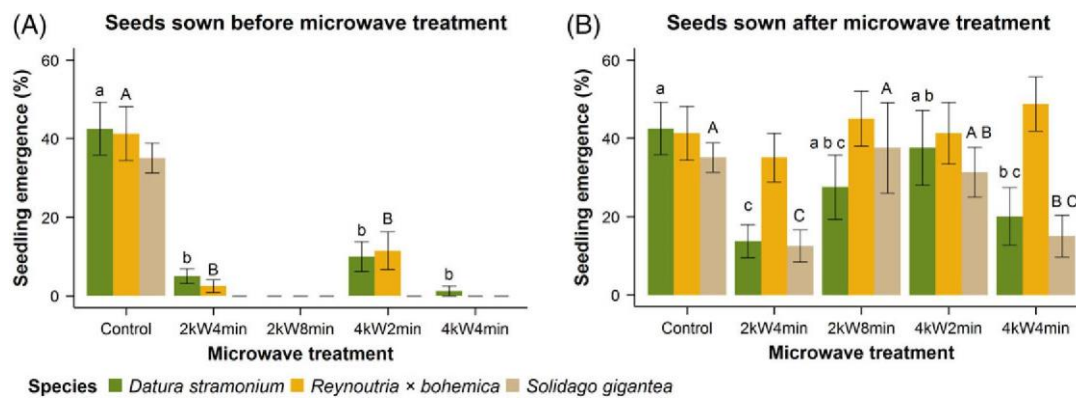 (A) Seeds sown before microwave treatment
Seedling emergence (%)
60
40
20
0
a A
b B
b B
b
Control 2kW4min 2kW8min 4kW2min 4kW4min
Microwave treatment
(B) Seeds sown after microwave treatment
Seedling emergence (%)
60
40
20
0
a A
c C
a b c A
a b A B
b c B C
Control 2kW4min 2kW8min 4kW2min 4kW4min
Microwave treatment
Species Datura stramonium Reynoutria × bohemica Solidago gigantea